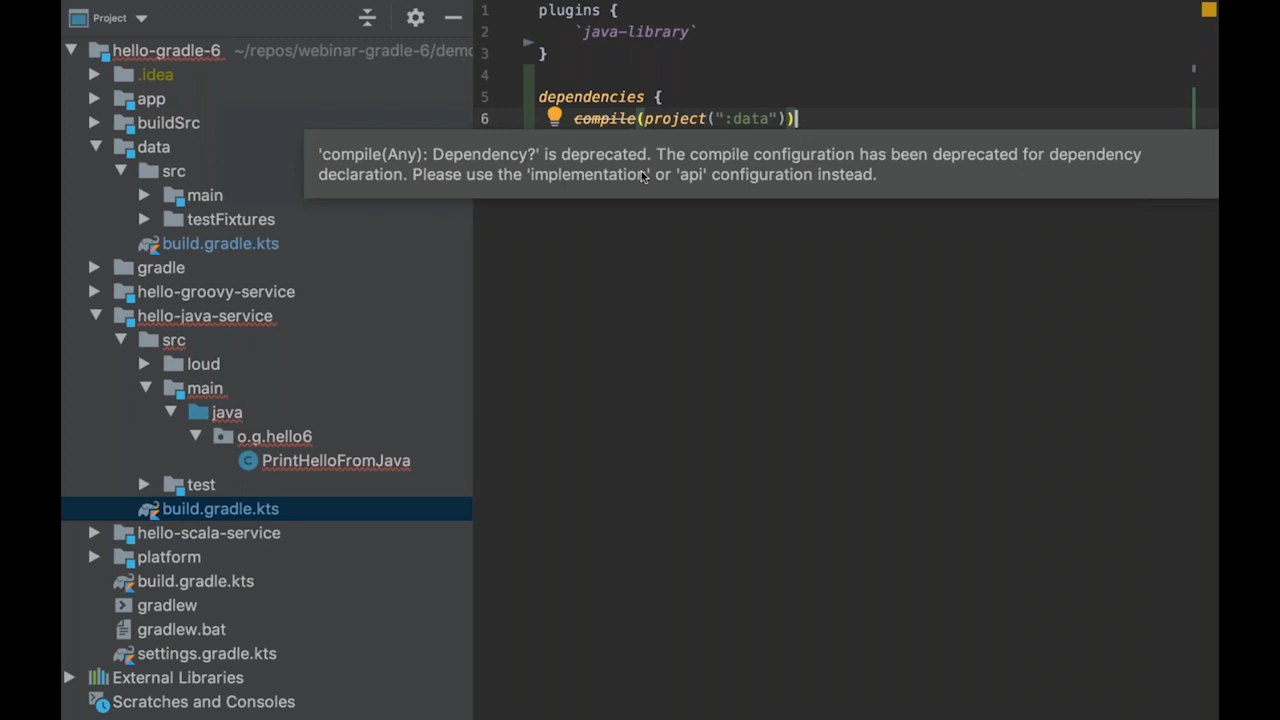 Project
hello-gradle-6 ~/repos/webinar-gradle-6/demo
.idea
app
buildSrc
data
src
main
testFixtures
build.gradle.kts
gradle
hello-groovy-service
hello-java-service
src
loud
main
java
o.g.hello6
PrintHelloFromJava
test
build.gradle.kts
hello-scala-service
platform
build.gradle.kts
gradlew
gradlew.bat
settings.gradle.kts
External Libraries
Scratches and Consoles
1 plugins {
2 `java-library`
3 }
4
5 dependencies {
6 compile(project(":data"))
'compile(Any): Dependency?' is deprecated. The compile configuration has been deprecated for dependency
declaration. Please use the 'implementation' or 'api' configuration instead.